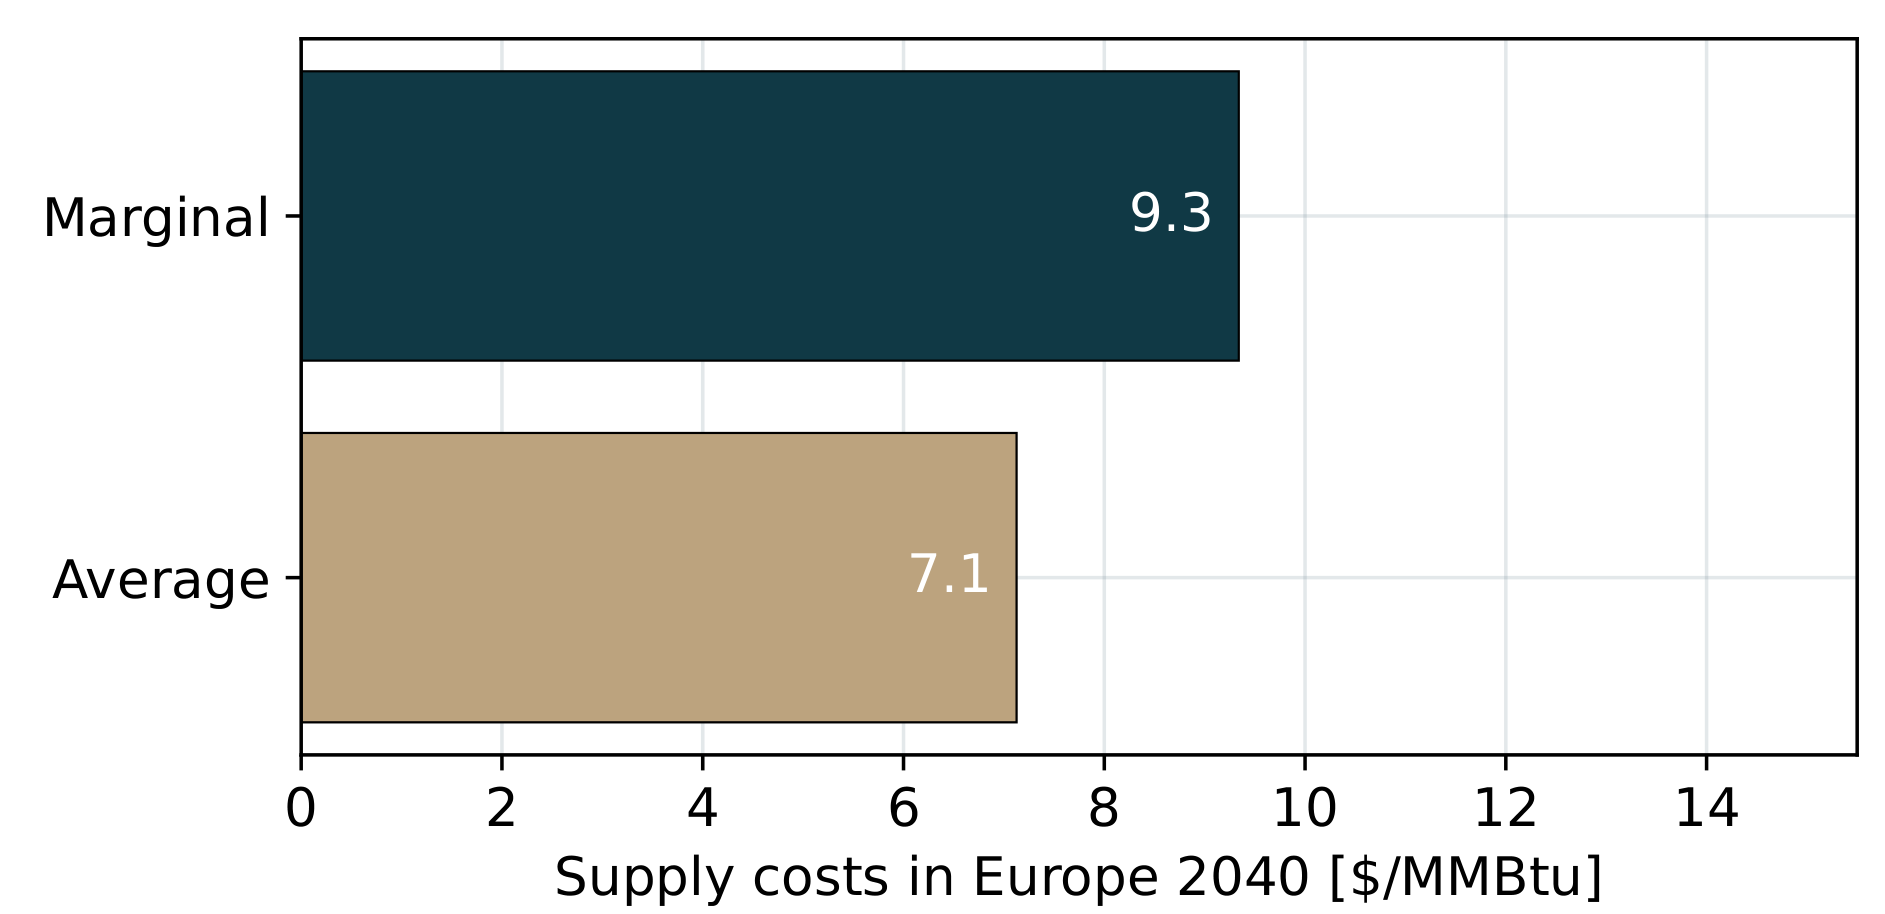 Marginal
9.3
Average
7.1
0 2 4 6 8 10 12 14
Supply costs in Europe 2040 [$/MMBtu]